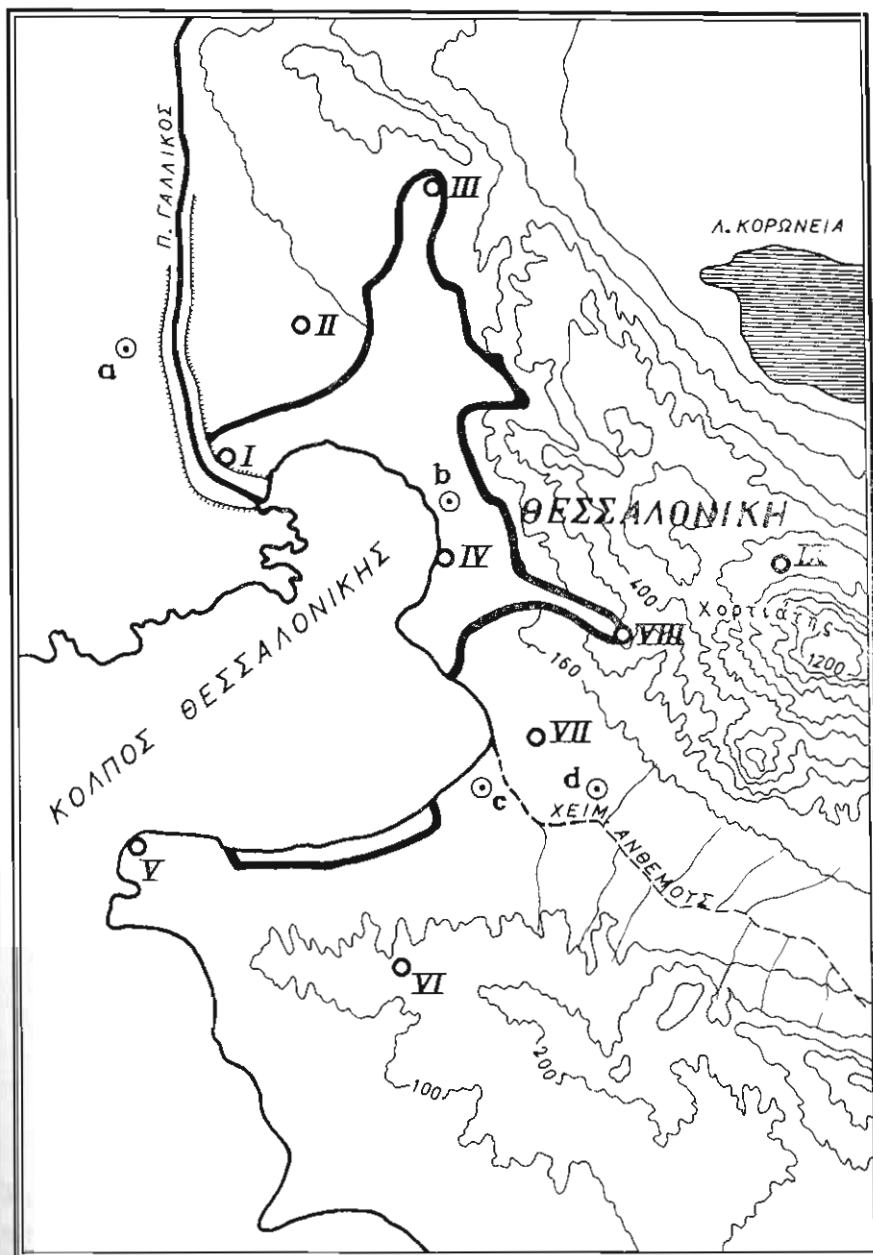 Π. ΓΑΛΛΙΚΟΣ
III
Λ. ΚΟΡΩΝΕΙΑ
II
a
I
b
ΘΕΣΣΑΛΟΝΙΚΗ
IV
IX
400
Χορτιάτης
VIII
1200
160
ΚΟΛΠΟΣ ΘΕΣΣΑΛΟΝΙΚΗΣ
VII
c
d
ΧΕΙΜ. ΑΝΘΕΜΟΥΣ
V
VI
200
100